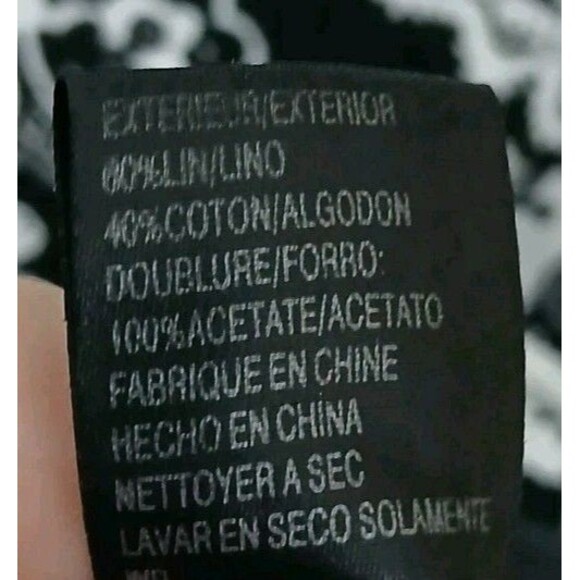 EXTERIEUR/EXTERIOR
60%LIN/LINO
40%COTON/ALGODON
DOUBLURE/FORRO:
100%ACETATE/ACETATO
FABRIQUE EN CHINE
HECHO EN CHINA
NETTOYER A SEC
LAVAR EN SECO SOLAMENTE